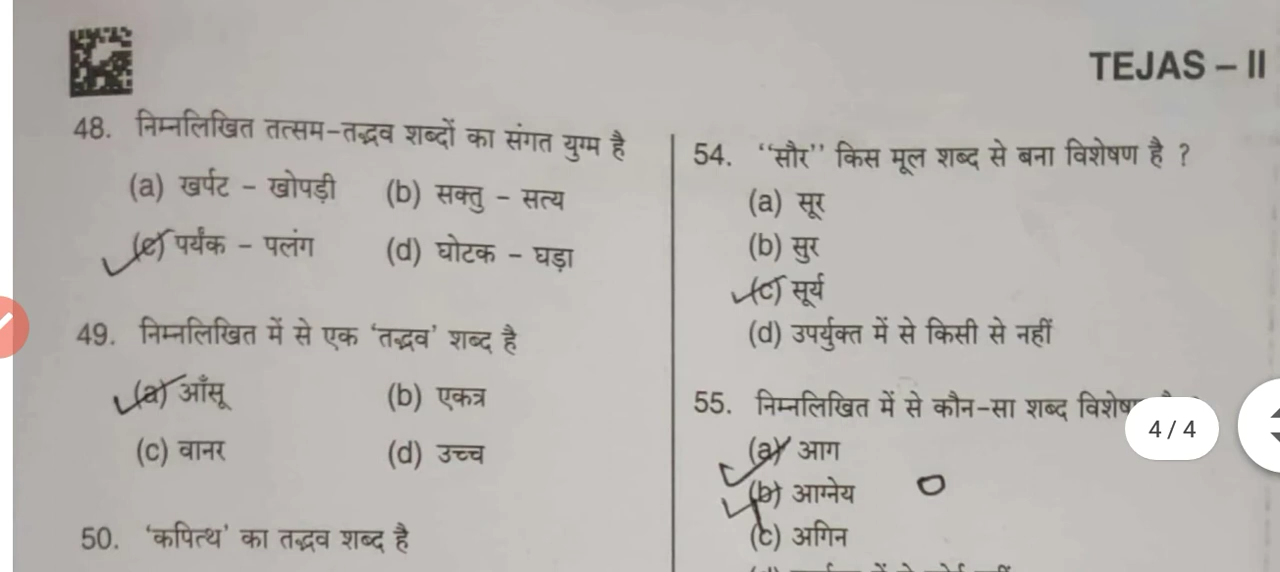 TEJAS – II
48. निम्नलिखित तत्सम-तद्भव शब्दों का संगत युग्म है
(a) खर्पट - खोपड़ी (b) सक्तु - सत्य
(c) पर्यंक - पलंग (d) घोटक - घड़ा
49. निम्नलिखित में से एक 'तद्भव' शब्द है
(a) आँसू (b) एकत्र
(c) वानर (d) उच्च
50. 'कपित्थ' का तद्भव शब्द है
54. "सौर" किस मूल शब्द से बना विशेषण है ?
(a) सूर
(b) सुर
(c) सूर्य
(d) उपर्युक्त में से किसी से नहीं
55. निम्नलिखित में से कौन-सा शब्द
4 / 4
(a) आग
(b) आग्नेय
(c) अगिन